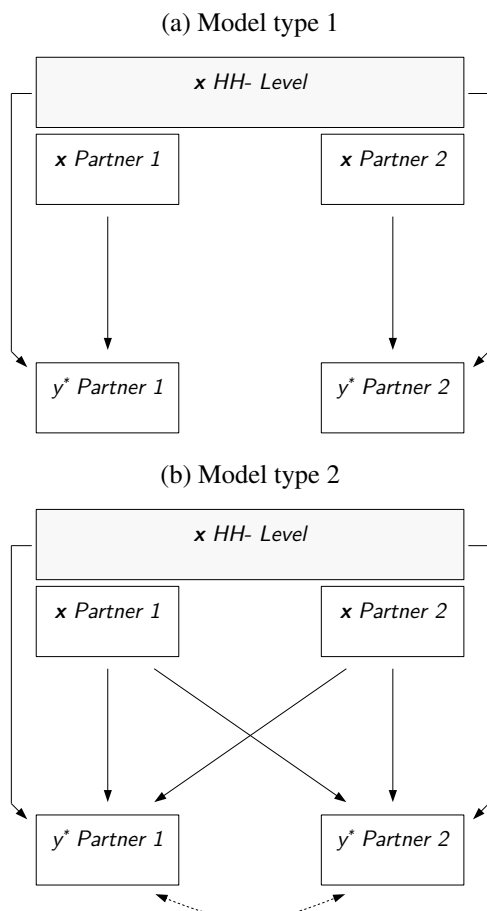 (a) Model type 1
x HH- Level
x Partner 1 x Partner 2
y* Partner 1 y* Partner 2
(b) Model type 2
x HH- Level
x Partner 1 x Partner 2
y* Partner 1 y* Partner 2